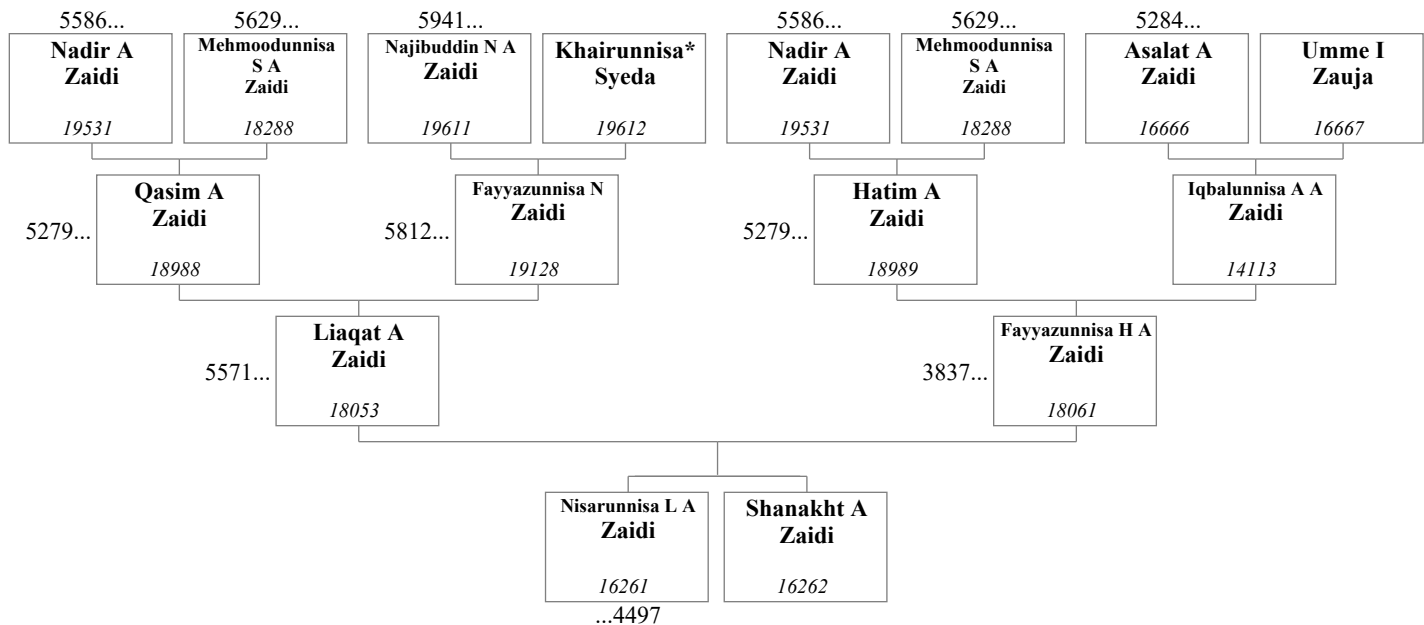 5586... 5629... 5941... 5586... 5629... 5284...
Nadir A
Zaidi
19531
Mehmoodunnisa
S A
Zaidi
18288
Najibuddin N A
Zaidi
19611
Khairunnisa*
Syeda
19612
Nadir A
Zaidi
19531
Mehmoodunnisa
S A
Zaidi
18288
Asalat A
Zaidi
16666
Umme I
Zauja
16667
5279...
Qasim A
Zaidi
18988
5812...
Fayyazunnisa N
Zaidi
19128
5279...
Hatim A
Zaidi
18989
Iqbalunnisa A A
Zaidi
14113
5571...
Liaqat A
Zaidi
18053
3837...
Fayyazunnisa H A
Zaidi
18061
Nisarunnisa L A
Zaidi
16261
...4497
Shanakht A
Zaidi
16262